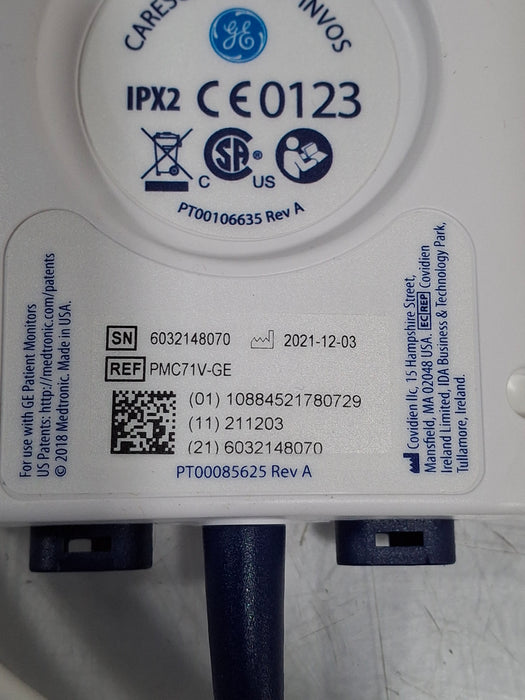 INVOS
GE
IPX2 CE0123
SA
C US
PT00106635 Rev A
For use with GE Patient Monitors
US Patents: http://medtronic.com/patents
© 2018 Medtronic. Made in USA.
SN 6032148070 2021-12-03
REF PMC71V-GE
(01) 10884521780729
(11) 211203
(21) 6032148070
PT00085625 Rev A
Covidien llc, 15 Hampshire Street,
Mansfield, MA 02048 USA. EC REP Covidien
Ireland Limited, IDA Business & Technology Park,
Tullamore, Ireland.